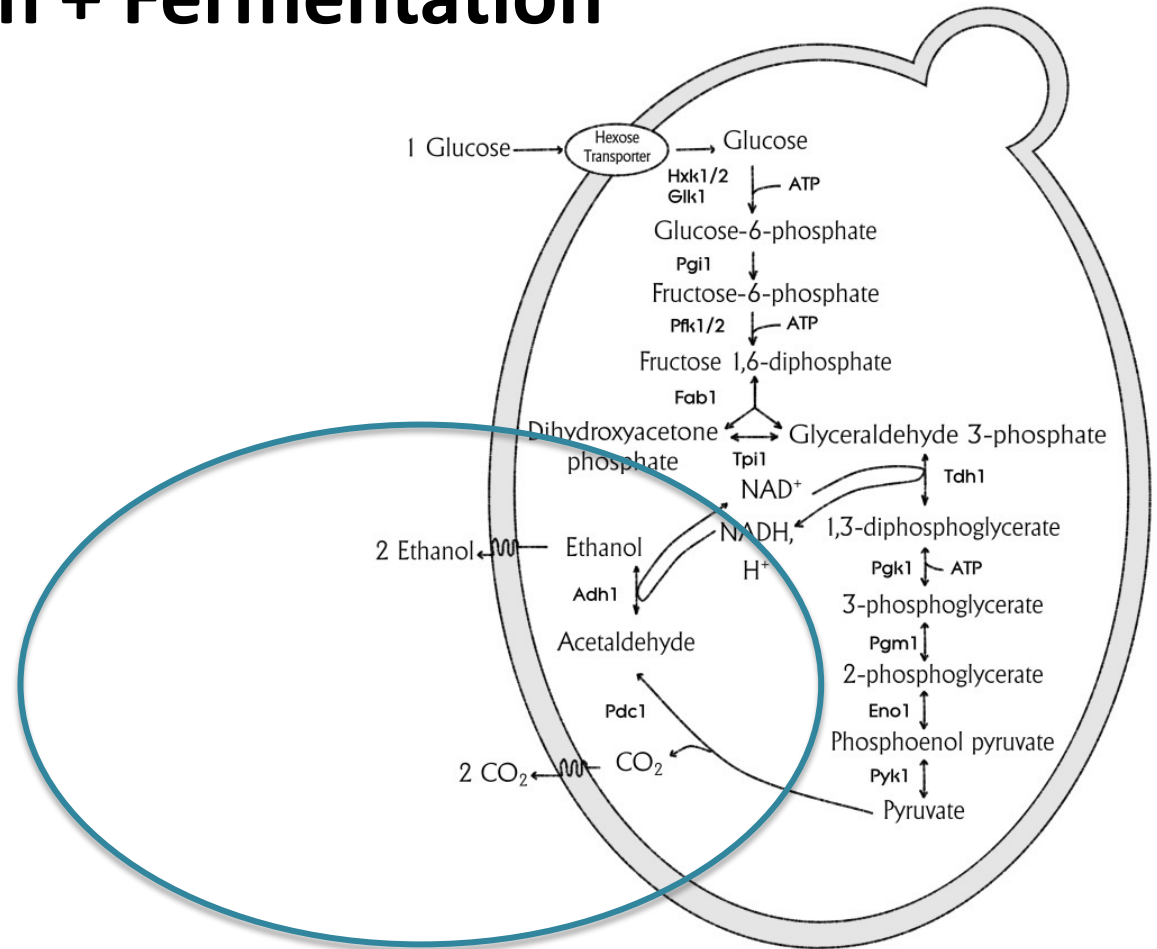 n + Fermentation
1 Glucose
Hexose
Transporter
Glucose
Hxk1/2
Glk1
ATP
Glucose-6-phosphate
Pgi1
Fructose-6-phosphate
Pfk1/2
ATP
Fructose 1,6-diphosphate
Fab1
Dihydroxyacetone
phosphate
Tpi1
Glyceraldehyde 3-phosphate
NAD⁺
Tdh1
NADH,
H⁺
1,3-diphosphoglycerate
2 Ethanol
Ethanol
Pgk1
ATP
Adh1
3-phosphoglycerate
Acetaldehyde
Pgm1
2-phosphoglycerate
Pdc1
Eno1
Phosphoenol pyruvate
2 CO₂
CO₂
Pyk1
Pyruvate